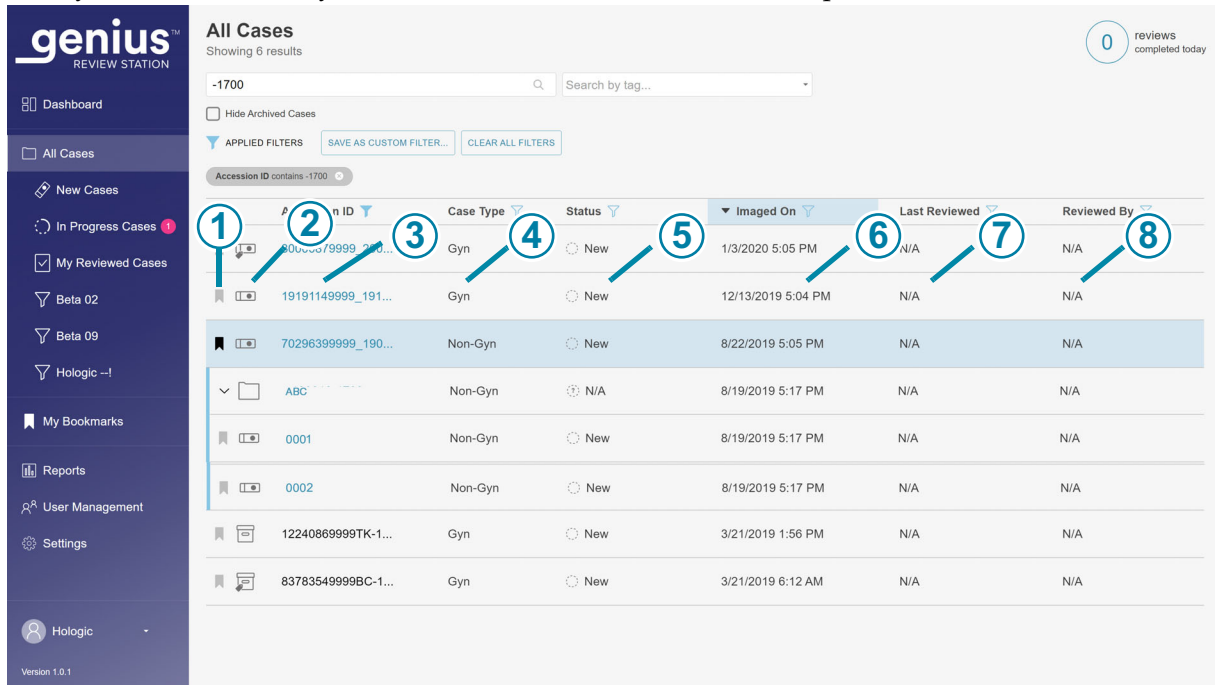 genius™
REVIEW STATION
Dashboard
All Cases
New Cases
In Progress Cases 1
My Reviewed Cases
Beta 02
Beta 09
Hologic --!
My Bookmarks
Reports
User Management
Settings
Hologic
Version 1.0.1
All Cases
Showing 6 results
0 reviews
completed today
-1700
Search by tag...
Hide Archived Cases
APPLIED FILTERS SAVE AS CUSTOM FILTER... CLEAR ALL FILTERS
Accession ID contains -1700
ID Case Type Status Imaged On Last Reviewed Reviewed By
1 2 3 4 5 6 7 8
Gyn New 1/3/2020 5:05 PM N/A N/A
19191149999_191... Gyn New 12/13/2019 5:04 PM N/A N/A
70296399999_190... Non-Gyn New 8/22/2019 5:05 PM N/A N/A
ABC Non-Gyn N/A 8/19/2019 5:17 PM N/A N/A
0001 Non-Gyn New 8/19/2019 5:17 PM N/A N/A
0002 Non-Gyn New 8/19/2019 5:17 PM N/A N/A
12240869999TK-1... Gyn New 3/21/2019 1:56 PM N/A N/A
83783549999BC-1... Gyn New 3/21/2019 6:12 AM N/A N/A